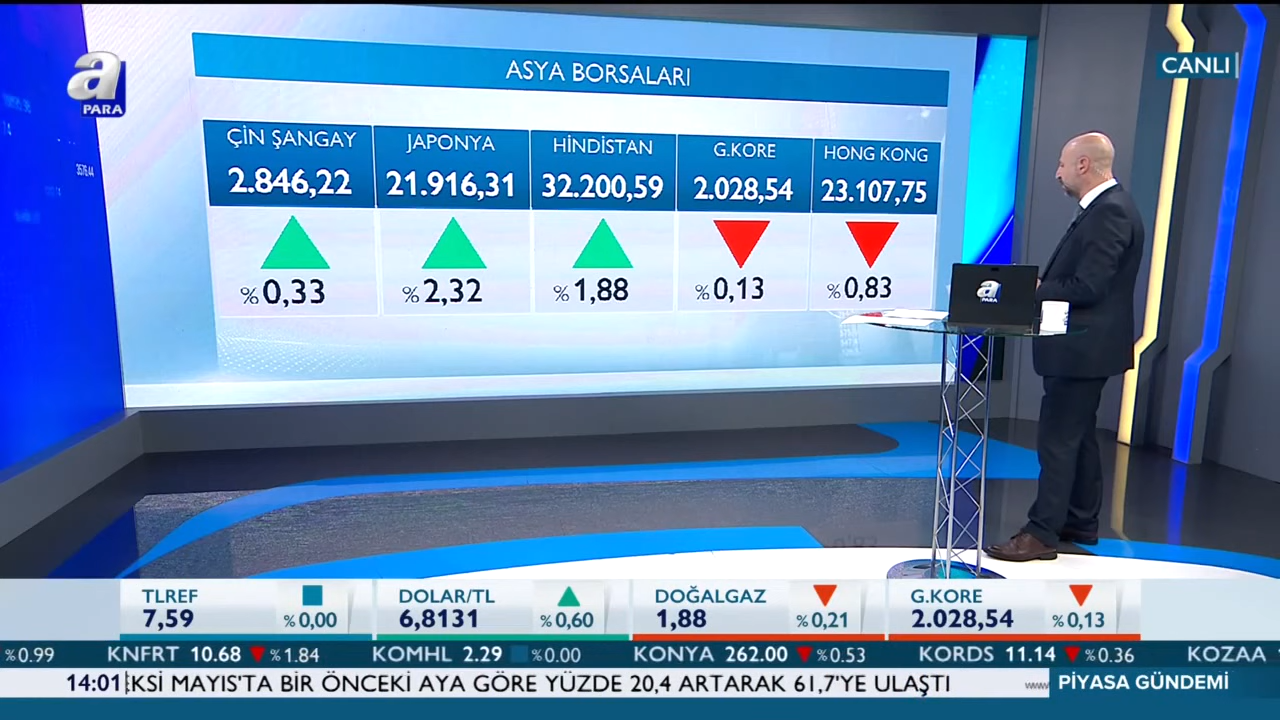 a
PARA
CANLI
ASYA BORSALARI
ÇİN ŞANGAY
2.846,22
%0,33
JAPONYA
21.916,31
%2,32
HİNDİSTAN
32.200,59
%1,88
G.KORE
2.028,54
%0,13
HONG KONG
23.107,75
%0,83
3576.44
a
PARA
TLREF
7,59
%0,00
DOLAR/TL
6,8131
%0,60
DOĞALGAZ
1,88
%0,21
G.KORE
2.028,54
%0,13
%0.99 KNFRT 10.68 %1.84 KOMHL 2.29 %0.00 KONYA 262.00 %0.53 KORDS 11.14 %0.36 KOZAA
14:01 KSİ MAYIS'TA BİR ÖNCEKİ AYA GÖRE YÜZDE 20,4 ARTARAK 61,7'YE ULAŞTI www
PİYASA GÜNDEMİ